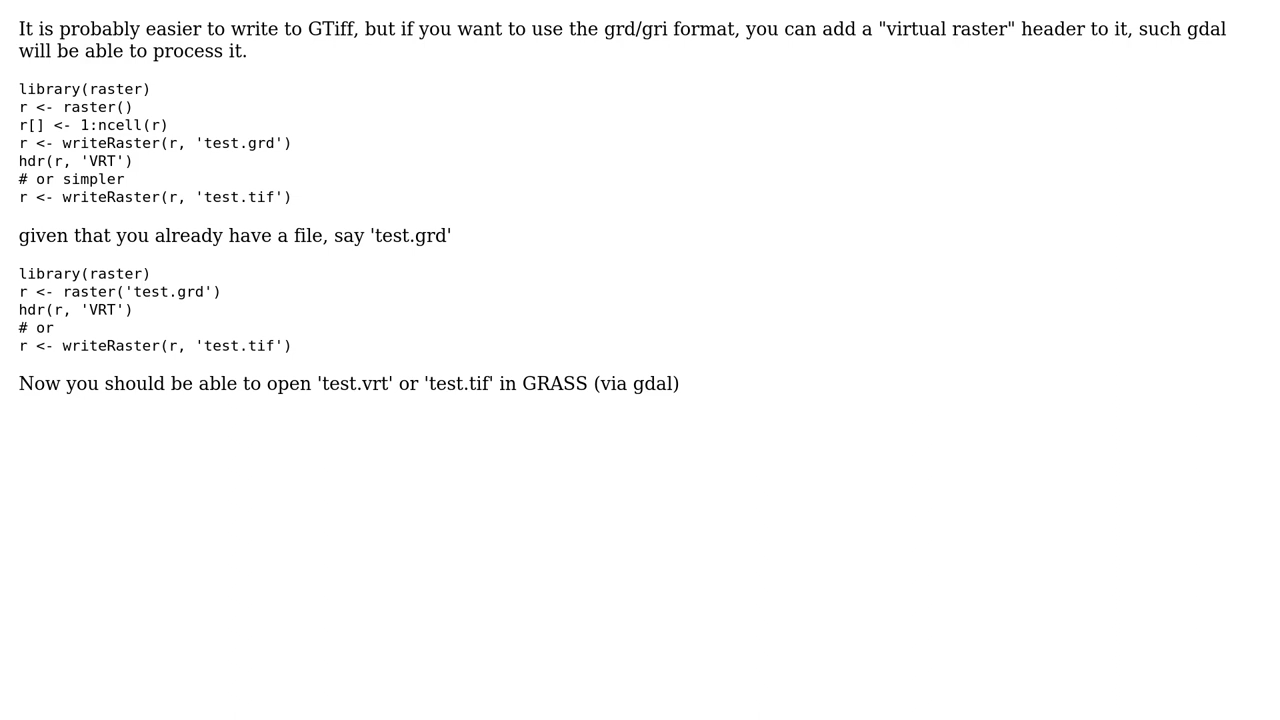 It is probably easier to write to GTiff, but if you want to use the grd/gri format, you can add a "virtual raster" header to it, such gdal
will be able to process it.
library(raster)
r <- raster()
r[] <- 1:ncell(r)
r <- writeRaster(r, 'test.grd')
hdr(r, 'VRT')
# or simpler
r <- writeRaster(r, 'test.tif')
given that you already have a file, say 'test.grd'
library(raster)
r <- raster('test.grd')
hdr(r, 'VRT')
# or
r <- writeRaster(r, 'test.tif')
Now you should be able to open 'test.vrt' or 'test.tif' in GRASS (via gdal)